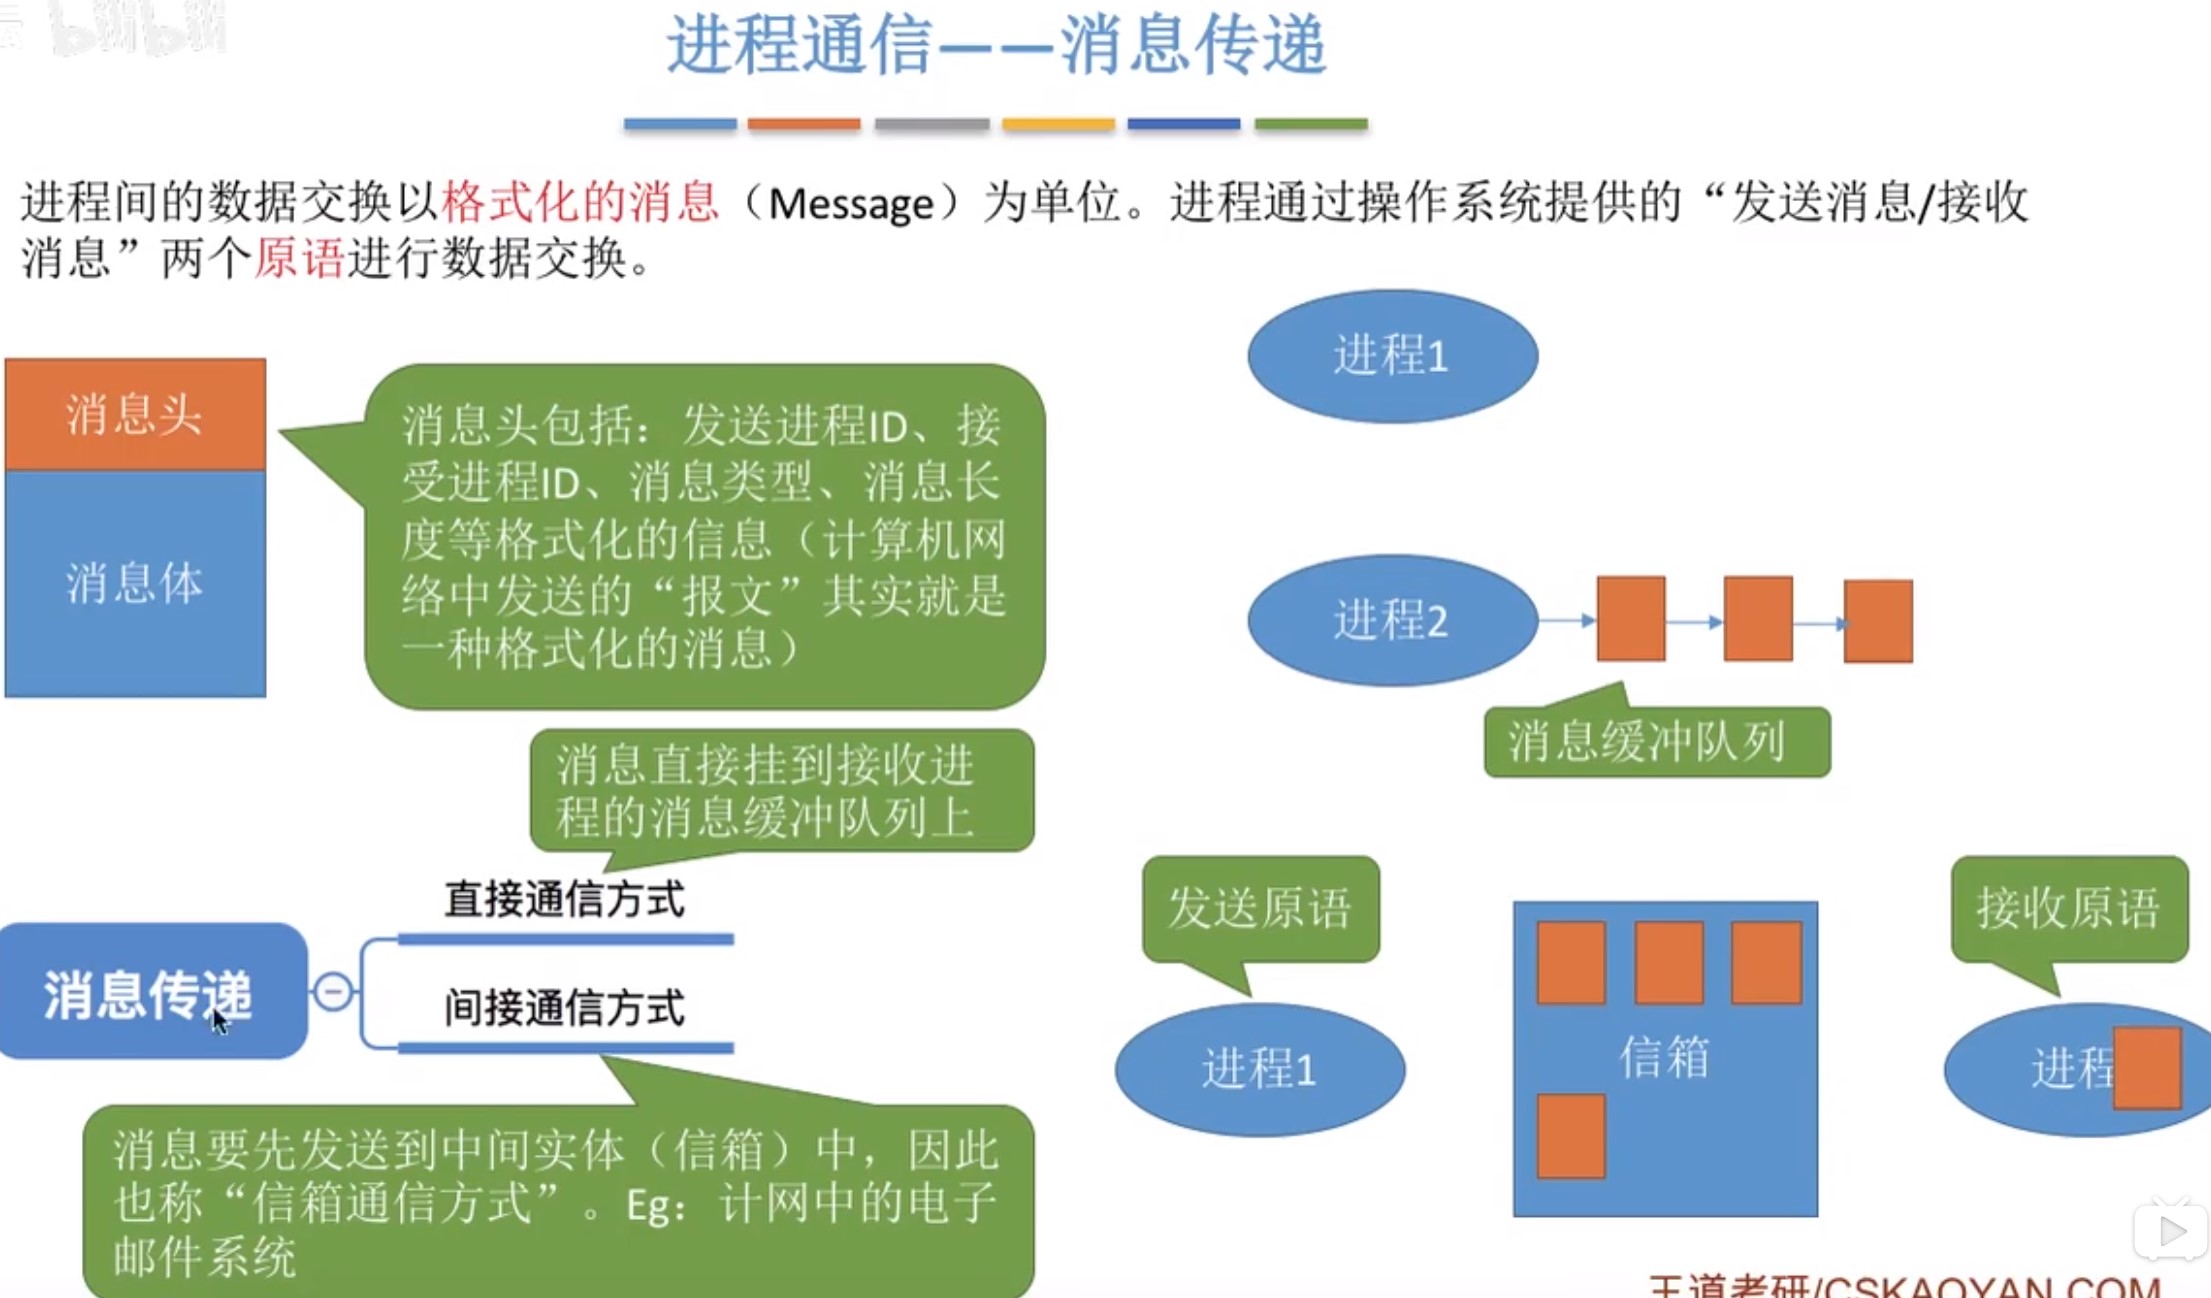 bilibili
进程通信——消息传递
进程间的数据交换以格式化的消息（Message）为单位。进程通过操作系统提供的“发送消息/接收
消息”两个原语进行数据交换。
消息头
消息体
消息头包括：发送进程ID、接
受进程ID、消息类型、消息长
度等格式化的信息（计算机网
络中发送的“报文”其实就是
一种格式化的消息）
进程1
进程2
消息缓冲队列
消息直接挂到接收进
程的消息缓冲队列上
直接通信方式
消息传递
间接通信方式
消息要先发送到中间实体（信箱）中，因此
也称“信箱通信方式”。Eg：计网中的电子
邮件系统
发送原语
进程1
信箱
接收原语
进程
王道考研/CSKAOYAN.COM